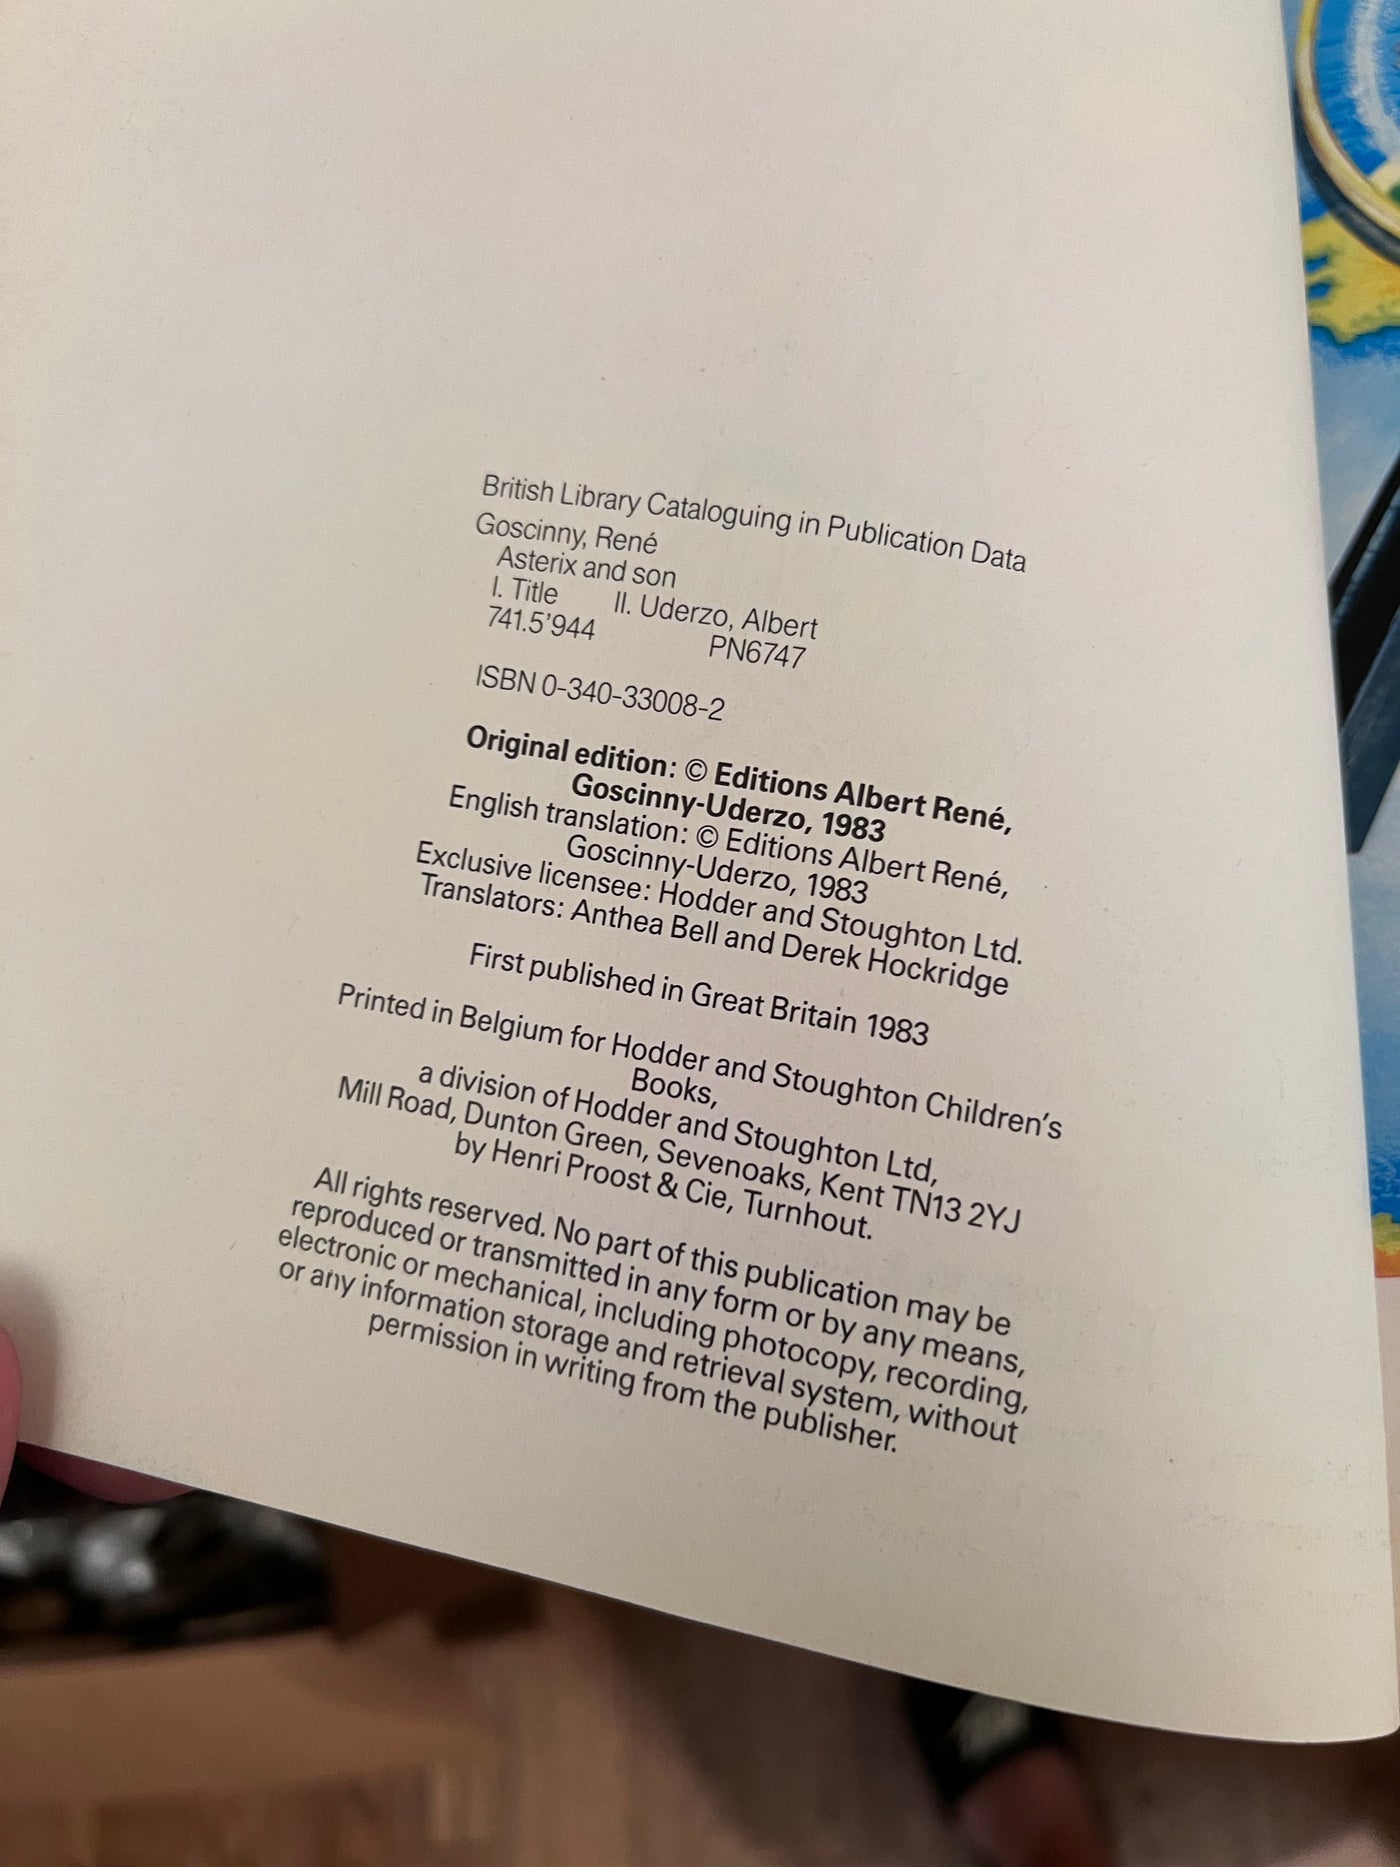 British Library Cataloguing in Publication Data
Goscinny, René
Asterix and son
I. Title II. Uderzo, Albert
741.5'944 PN6747
ISBN 0-340-33008-2
Original edition: © Editions Albert René,
Goscinny-Uderzo, 1983
English translation: © Editions Albert René,
Goscinny-Uderzo, 1983
Exclusive licensee: Hodder and Stoughton Ltd.
Translators: Anthea Bell and Derek Hockridge
First published in Great Britain 1983
Printed in Belgium for Hodder and Stoughton Children's
Books,
a division of Hodder and Stoughton Ltd,
Mill Road, Dunton Green, Sevenoaks, Kent TN13 2YJ
by Henri Proost & Cie, Turnhout.
All rights reserved. No part of this publication may be
reproduced or transmitted in any form or by any means,
electronic or mechanical, including photocopy, recording,
or any information storage and retrieval system, without
permission in writing from the publisher.